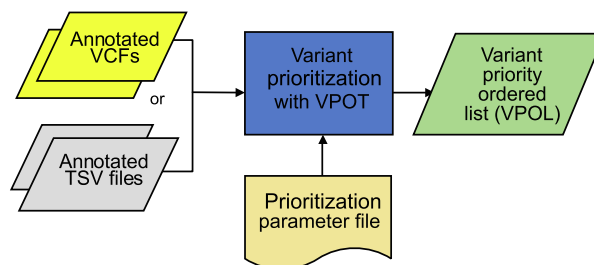 Annotated
VCFs
or
Annotated
TSV files
Variant
prioritization
with VPOT
Prioritization
parameter file
Variant
priority
ordered
list (VPOL)